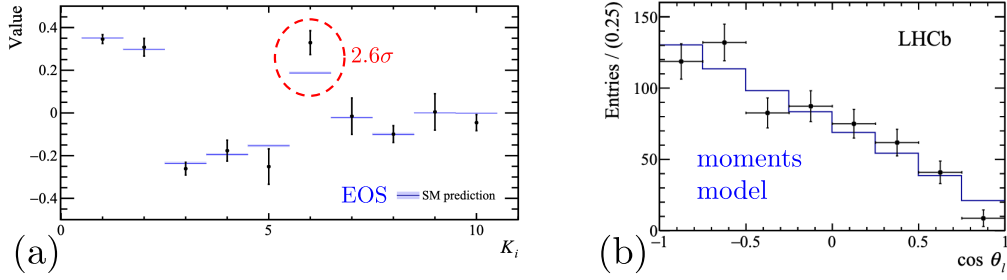 Value
0.4
0.2
0
−0.2
−0.4
2.6σ
EOS
SM prediction
0
5
10
K_i
(a)
Entries / (0.25)
150
100
50
0
LHCb
moments
model
−1
−0.5
0
0.5
1
cos θ_l
(b)